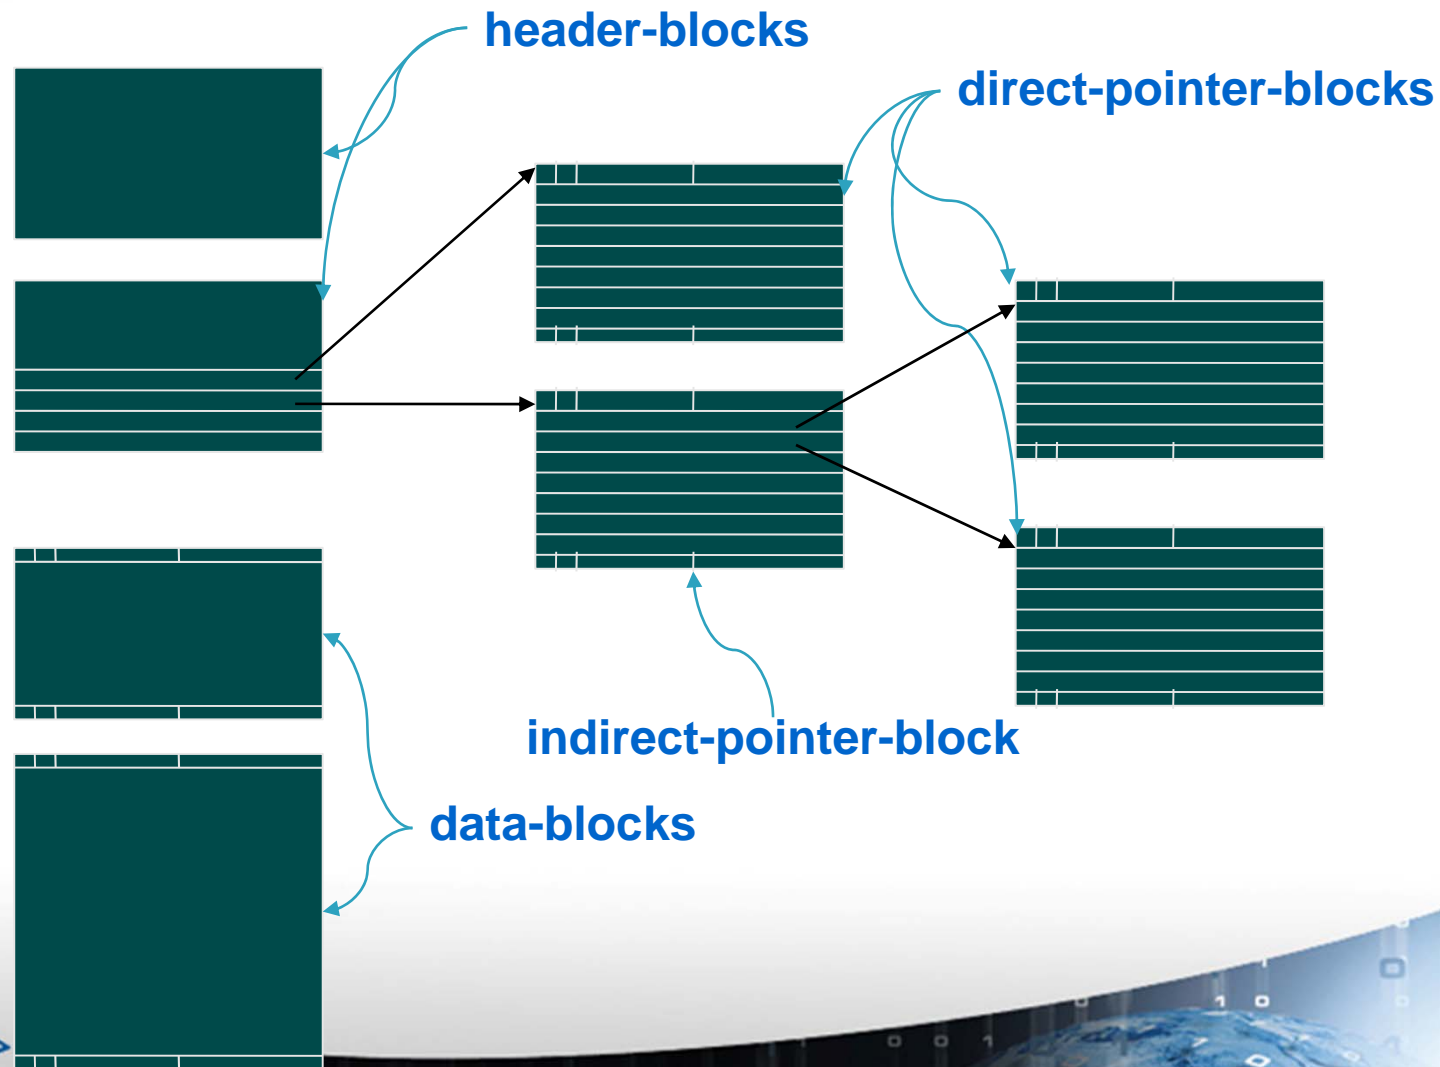 header-blocks
direct-pointer-blocks
indirect-pointer-block
data-blocks